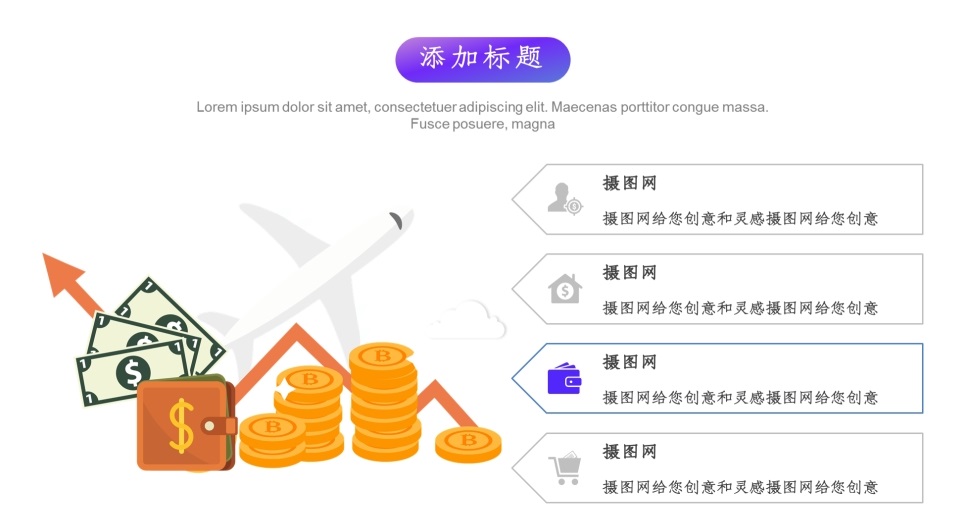 添加标题
Lorem ipsum dolor sit amet, consectetuer adipiscing elit. Maecenas porttitor congue massa.
Fusce posuere, magna
摄图网
摄图网给您创意和灵感摄图网给您创意
摄图网
摄图网给您创意和灵感摄图网给您创意
摄图网
摄图网给您创意和灵感摄图网给您创意
摄图网
摄图网给您创意和灵感摄图网给您创意